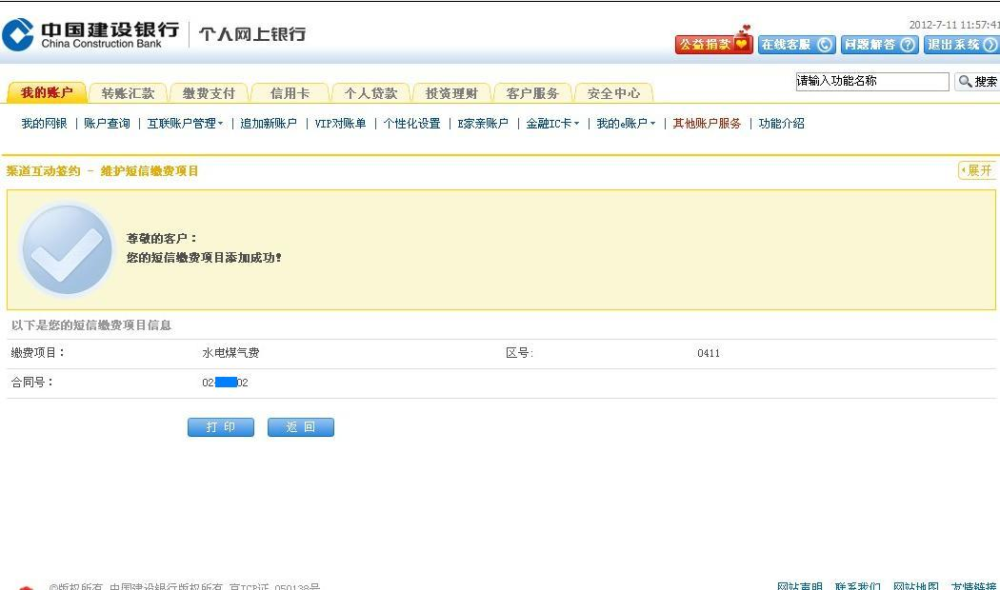 中国建设银行 个人网上银行
China Construction Bank
2012-7-11 11:57:41
公益捐款 在线客服 问题解答 退出系统
请输入功能名称 搜索
我的账户 转账汇款 缴费支付 信用卡 个人贷款 投资理财 客户服务 安全中心
我的网银 | 账户查询 | 互联账户管理 | 追加新账户 | VIP对账单 | 个性化设置 | E家亲账户 | 金融IC卡 | 我的e账户 | 其他账户服务 | 功能介绍
渠道互动签约 - 维护短信缴费项目 展开
尊敬的客户：
您的短信缴费项目添加成功！
以下是您的短信缴费项目信息
缴费项目： 水电煤气费 区号: 0411
合同号： 02 02
打 印 返 回
©版权所有 中国建设银行版权所有 京ICP证 050138号 网站声明 联系我们 网站地图 友情链接